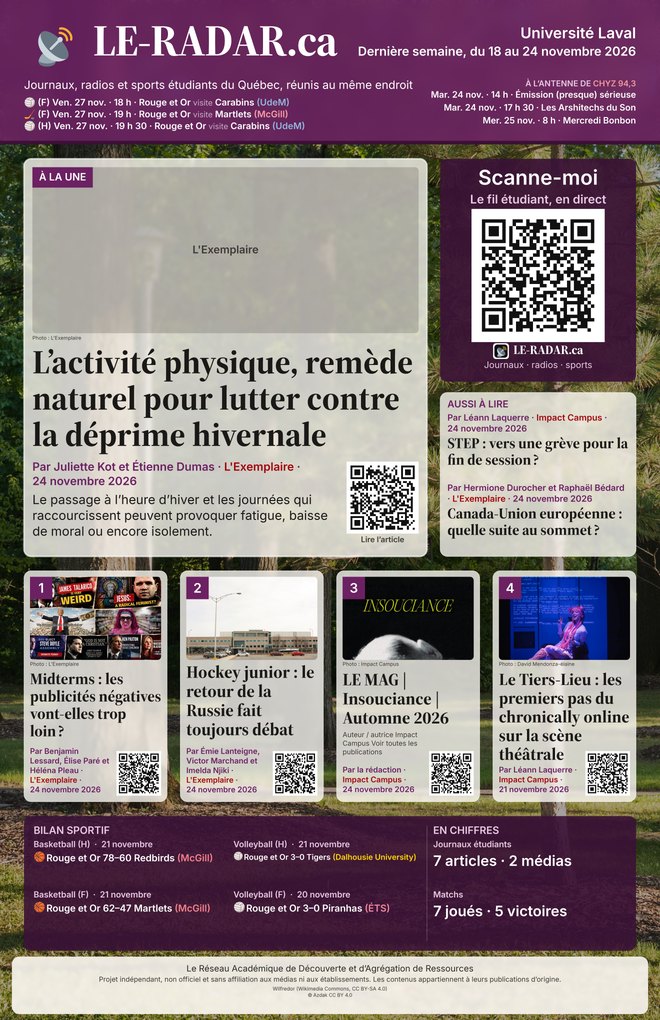 LE-RADAR.ca
Université Laval
Dernière semaine, du 18 au 24 novembre 2026
Journaux, radios et sports étudiants du Québec, réunis au même endroit
(F) Ven. 27 nov. · 18 h · Rouge et Or visite Carabins (UdeM)
(F) Ven. 27 nov. · 19 h · Rouge et Or visite Martlets (McGill)
(H) Ven. 27 nov. · 19 h 30 · Rouge et Or visite Carabins (UdeM)
À L'ANTENNE DE CHYZ 94,3
Mar. 24 nov. · 14 h · Émission (presque) sérieuse
Mar. 24 nov. · 17 h 30 · Les Arshitechs du Son
Mer. 25 nov. · 8 h · Mercredi Bonbon
À LA UNE
L'Exemplaire
Photo : L'Exemplaire
L'activité physique, remède
naturel pour lutter contre
la déprime hivernale
Par Juliette Kot et Étienne Dumas · L'Exemplaire ·
24 novembre 2026
Le passage à l'heure d'hiver et les journées qui
raccourcissent peuvent provoquer fatigue, baisse
de moral ou encore isolement.
Lire l'article
Scanne-moi
Le fil étudiant, en direct
LE-RADAR.ca
Journaux · radios · sports
AUSSI À LIRE
Par Léann Laquerre · Impact Campus ·
24 novembre 2026
STEP : vers une grève pour la
fin de session ?
Par Hermione Durocher et Raphaël Bédard
· L'Exemplaire · 24 novembre 2026
Canada-Union européenne :
quelle suite au sommet ?
1
JAMES TALARICO
WEIRD
JESUS:
A RADICAL FEMINIST?
Photo : L'Exemplaire
Midterms : les
publicités négatives
vont-elles trop
loin ?
Par Benjamin
Lessard, Élise Paré et
Héléna Pleau ·
L'Exemplaire ·
24 novembre 2026
2
Hockey junior : le
retour de la
Russie fait
toujours débat
Par Émie Lanteigne,
Victor Marchand et
Imelda Njiki ·
L'Exemplaire ·
24 novembre 2026
3
INSOUCIANCE
Photo : Impact Campus
LE MAG |
Insouciance |
Automne 2026
Auteur / autrice Impact
Campus Voir toutes les
publications
Par la rédaction ·
Impact Campus ·
24 novembre 2026
4
Photo : David Mendonza-élaine
Le Tiers-Lieu : les
premiers pas du
chronically online
sur la scène
théâtrale
Par Léann Laquerre ·
Impact Campus ·
21 novembre 2026
BILAN SPORTIF
Basketball (H) · 21 novembre
Rouge et Or 78–60 Redbirds (McGill)
Volleyball (H) · 21 novembre
Rouge et Or 3–0 Tigers (Dalhousie University)
Basketball (F) · 21 novembre
Rouge et Or 62–47 Martlets (McGill)
Volleyball (F) · 20 novembre
Rouge et Or 3–0 Piranhas (ÉTS)
EN CHIFFRES
Journaux étudiants
7 articles · 2 médias
Matchs
7 joués · 5 victoires
Le Réseau Académique de Découverte et d'Agrégation de Ressources
Projet indépendant, non officiel et sans affiliation aux médias ni aux établissements. Les contenus appartiennent à leurs publications d'origine.
Wilfredor (Wikimedia Commons, CC BY-SA 4.0)
© Azdak CC BY 4.0